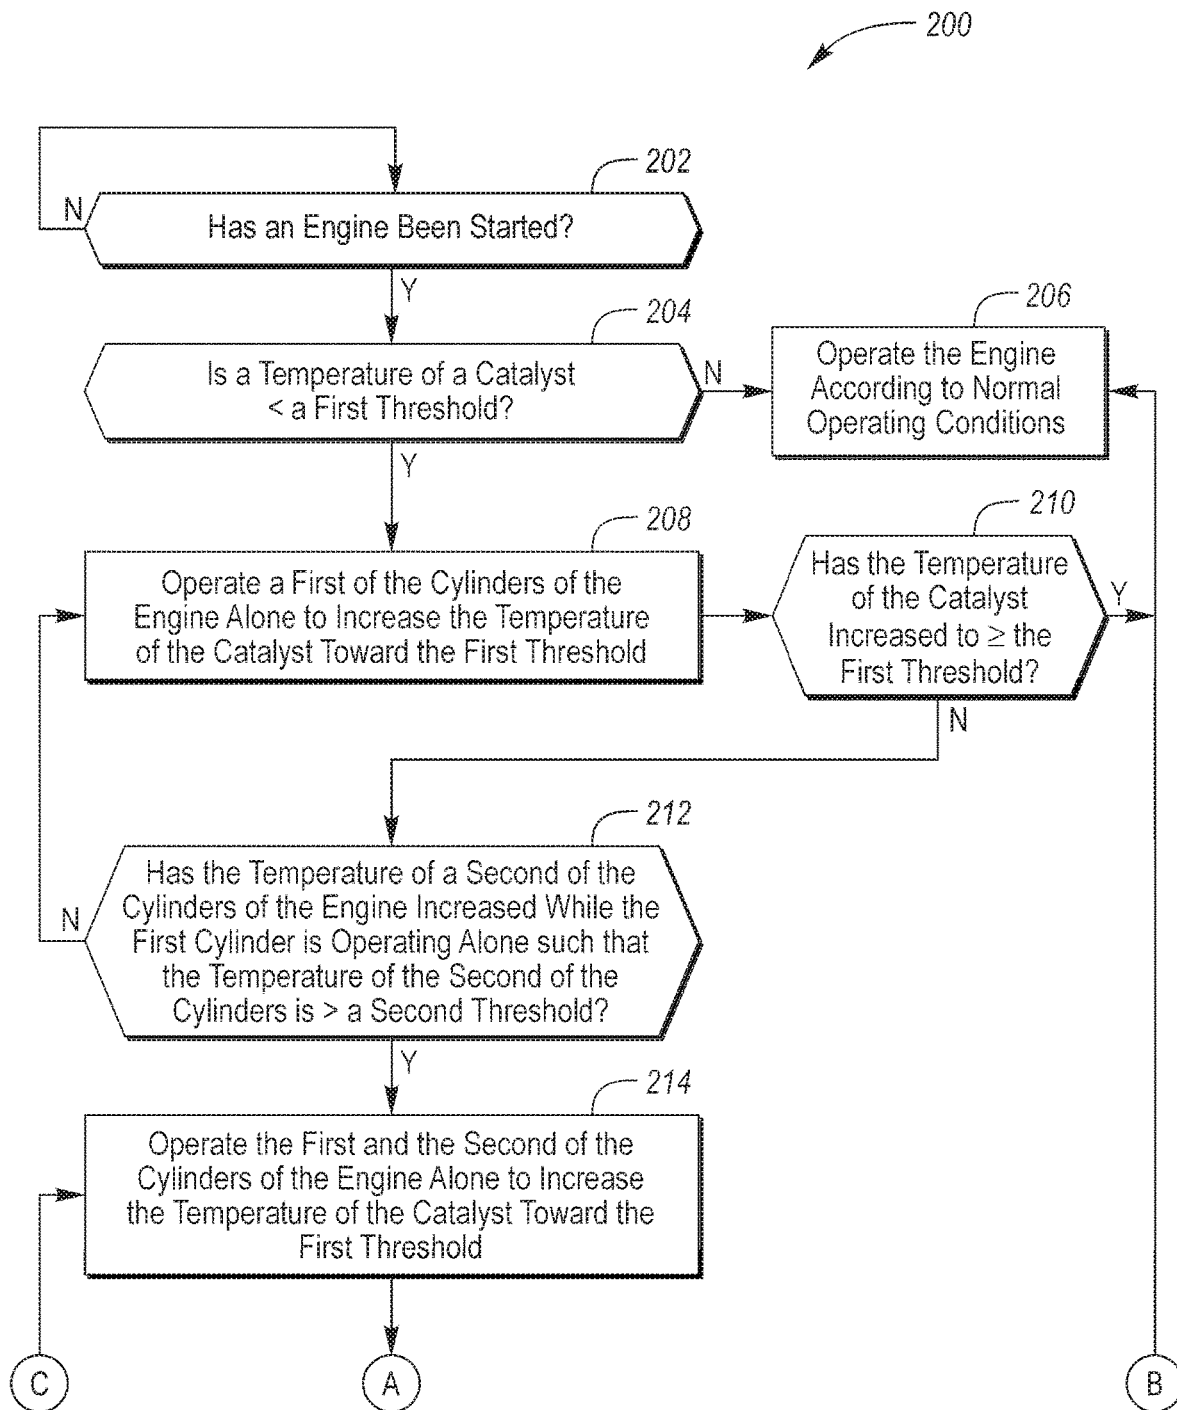 200
202
N
Has an Engine Been Started?
Y
204
Is a Temperature of a Catalyst
< a First Threshold?
N
Y
206
Operate the Engine
According to Normal
Operating Conditions
208
Operate a First of the Cylinders of the
Engine Alone to Increase the Temperature
of the Catalyst Toward the First Threshold
210
Has the Temperature
of the Catalyst
Increased to ≥ the
First Threshold?
Y
N
212
Has the Temperature of a Second of the
Cylinders of the Engine Increased While the
First Cylinder is Operating Alone such that
the Temperature of the Second of the
Cylinders is > a Second Threshold?
N
Y
214
Operate the First and the Second of the
Cylinders of the Engine Alone to Increase
the Temperature of the Catalyst Toward the
First Threshold
C
A
B